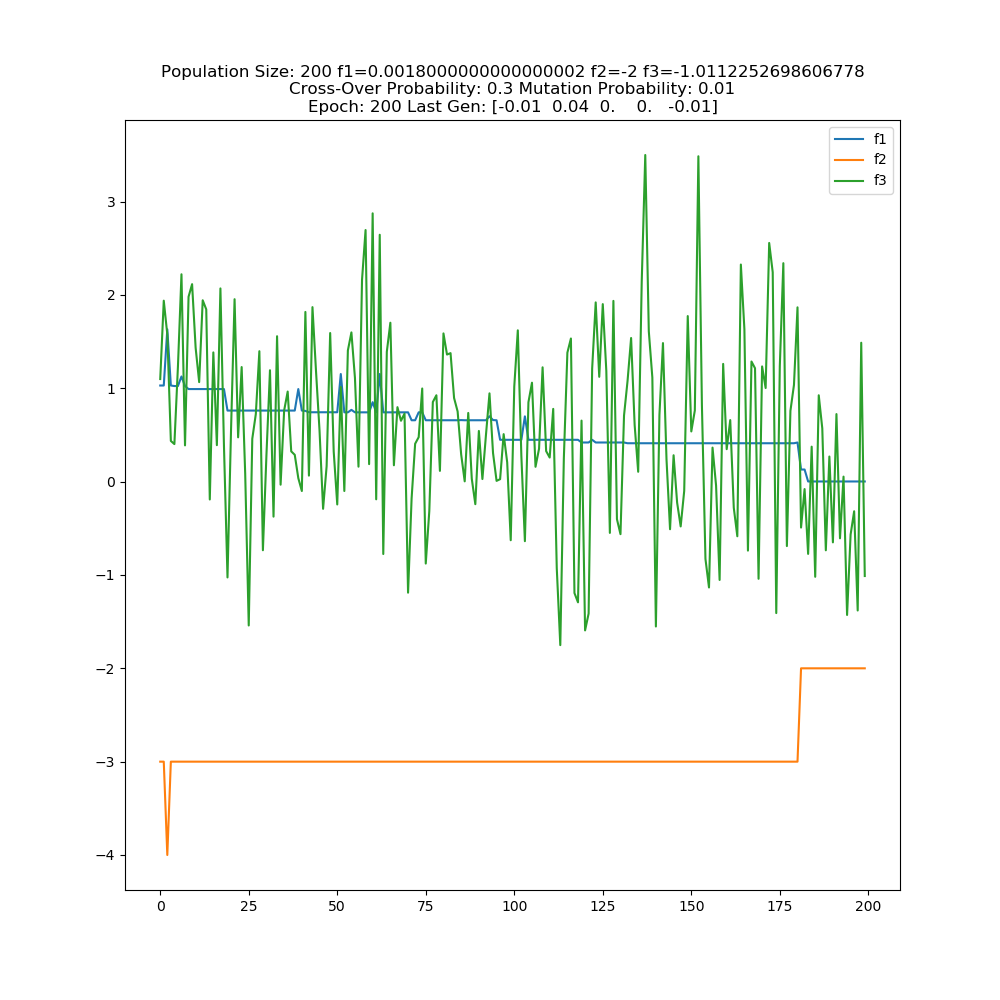 Population Size: 200 f1=0.0018000000000000002 f2=-2 f3=-1.0112252698606778
Cross-Over Probability: 0.3 Mutation Probability: 0.01
Epoch: 200 Last Gen: [-0.01  0.04  0.    0.   -0.01]
f1
f2
f3
3
2
1
0
−1
−2
−3
−4
0 25 50 75 100 125 150 175 200